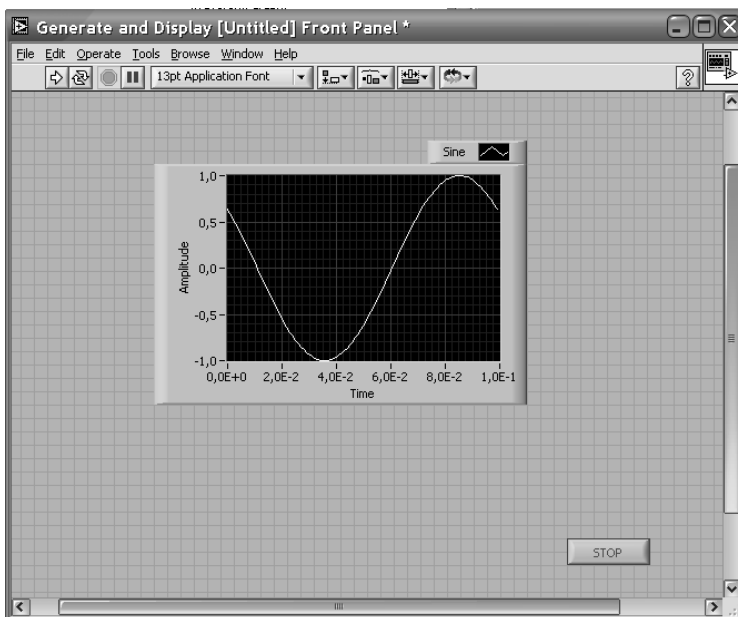 Generate and Display [Untitled] Front Panel *
File Edit Operate Tools Browse Window Help
13pt Application Font
?
Sine
1,0
0,5
0,0
-0,5
-1,0
Amplitude
0,0E+0 2,0E-2 4,0E-2 6,0E-2 8,0E-2 1,0E-1
Time
STOP